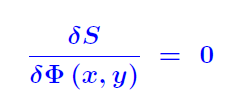 δS / δΦ (x, y) = 0